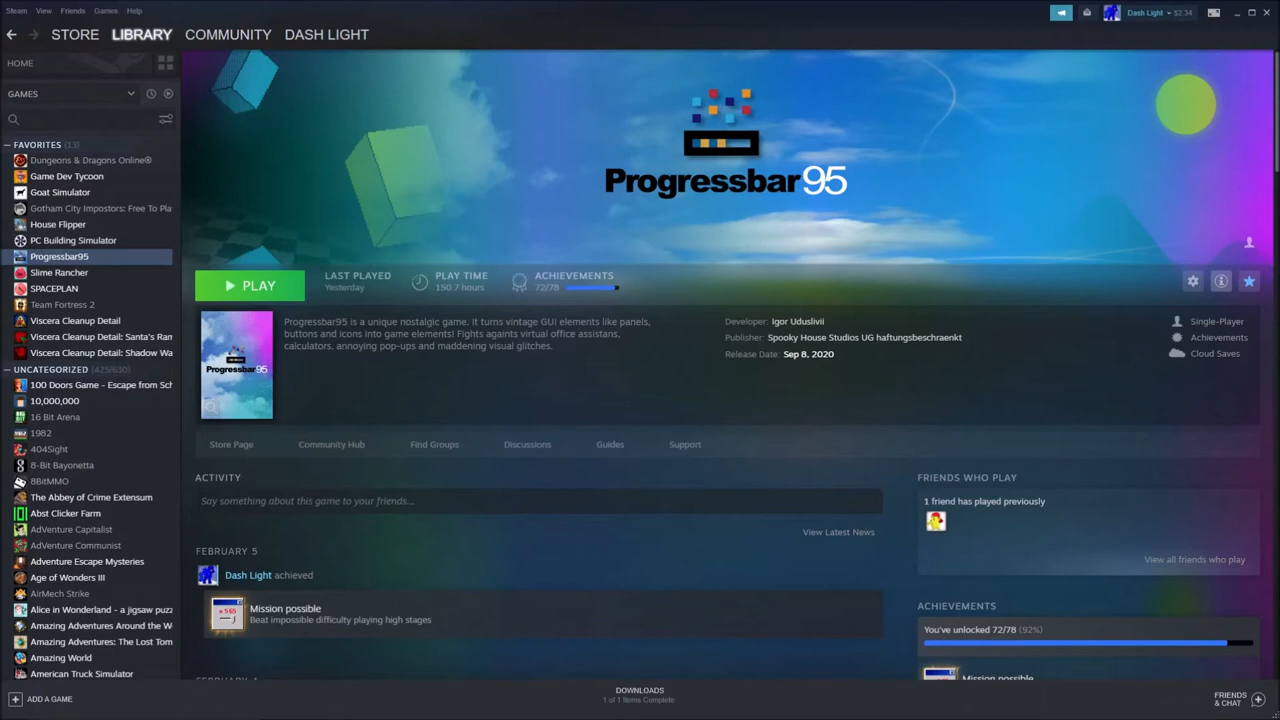 Steam View Friends Games Help
Dash Light $2.34
STORE LIBRARY COMMUNITY DASH LIGHT
HOME
GAMES
FAVORITES (13)
Dungeons & Dragons Online®
Game Dev Tycoon
Goat Simulator
Gotham City Impostors: Free To Pla
House Flipper
PC Building Simulator
Progressbar95
Slime Rancher
SPACEPLAN
Team Fortress 2
Viscera Cleanup Detail
Viscera Cleanup Detail: Santa's Ran
Viscera Cleanup Detail: Shadow Wa
UNCATEGORIZED (425/630)
100 Doors Game - Escape from Sch
10,000,000
16 Bit Arena
1982
404Sight
8-Bit Bayonetta
8BitMMO
The Abbey of Crime Extensum
Abst Clicker Farm
AdVenture Capitalist
AdVenture Communist
Adventure Escape Mysteries
Age of Wonders III
AirMech Strike
Alice in Wonderland - a jigsaw puzz
Amazing Adventures Around the W
Amazing Adventures: The Lost Tom
Amazing World
American Truck Simulator
ADD A GAME
Progressbar95
PLAY
LAST PLAYED
Yesterday
PLAY TIME
150.7 hours
ACHIEVEMENTS
72/78
Progressbar95
Progressbar95 is a unique nostalgic game. It turns vintage GUI elements like panels,
buttons and icons into game elements! Fights againts virtual office assistans,
calculators, annoying pop-ups and maddening visual glitches.
Developer: Igor Uduslivii
Publisher: Spooky House Studios UG haftungsbeschraenkt
Release Date: Sep 8, 2020
Single-Player
Achievements
Cloud Saves
Store Page Community Hub Find Groups Discussions Guides Support
ACTIVITY
Say something about this game to your friends...
View Latest News
FEBRUARY 5
Dash Light achieved
Mission possible
Beat impossible difficulty playing high stages
FRIENDS WHO PLAY
1 friend has played previously
View all friends who play
ACHIEVEMENTS
You've unlocked 72/78 (92%)
Mission possible
DOWNLOADS
1 of 1 Items Complete
FRIENDS
& CHAT